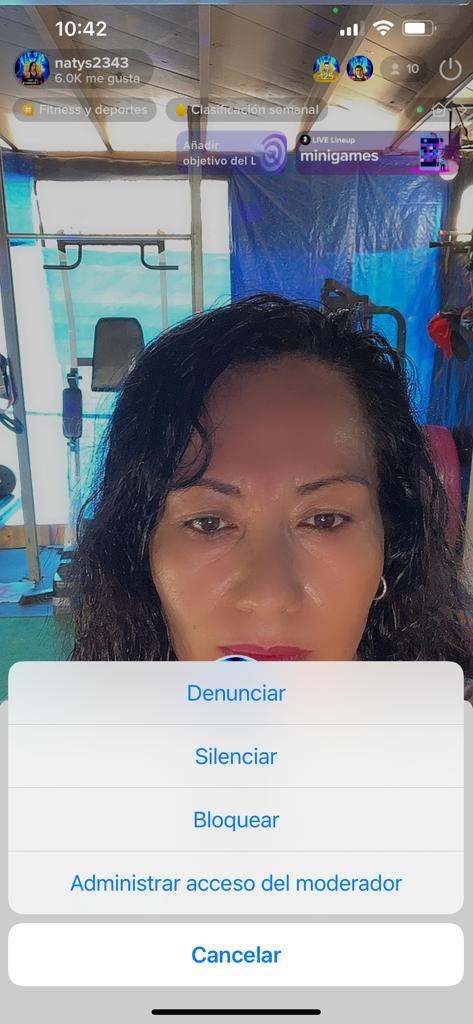 10:42
natys2343
6.0K me gusta
10
Fitness y deportes
Clasificación semanal
Añadir
objetivo del L
LIVE Lineup
minigames
Denunciar
Silenciar
Bloquear
Administrar acceso del moderador
Cancelar